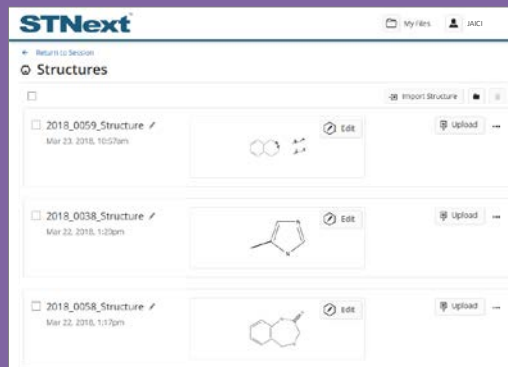 STNext
My Files JAICI
← Return to Session
Structures
Import Structure
2018_0059_Structure
Mar 23, 2018, 10:57am
Edit
Upload
2018_0038_Structure
Mar 22, 2018, 1:20pm
Edit
Upload
2018_0058_Structure
Mar 22, 2018, 1:17pm
Edit
Upload